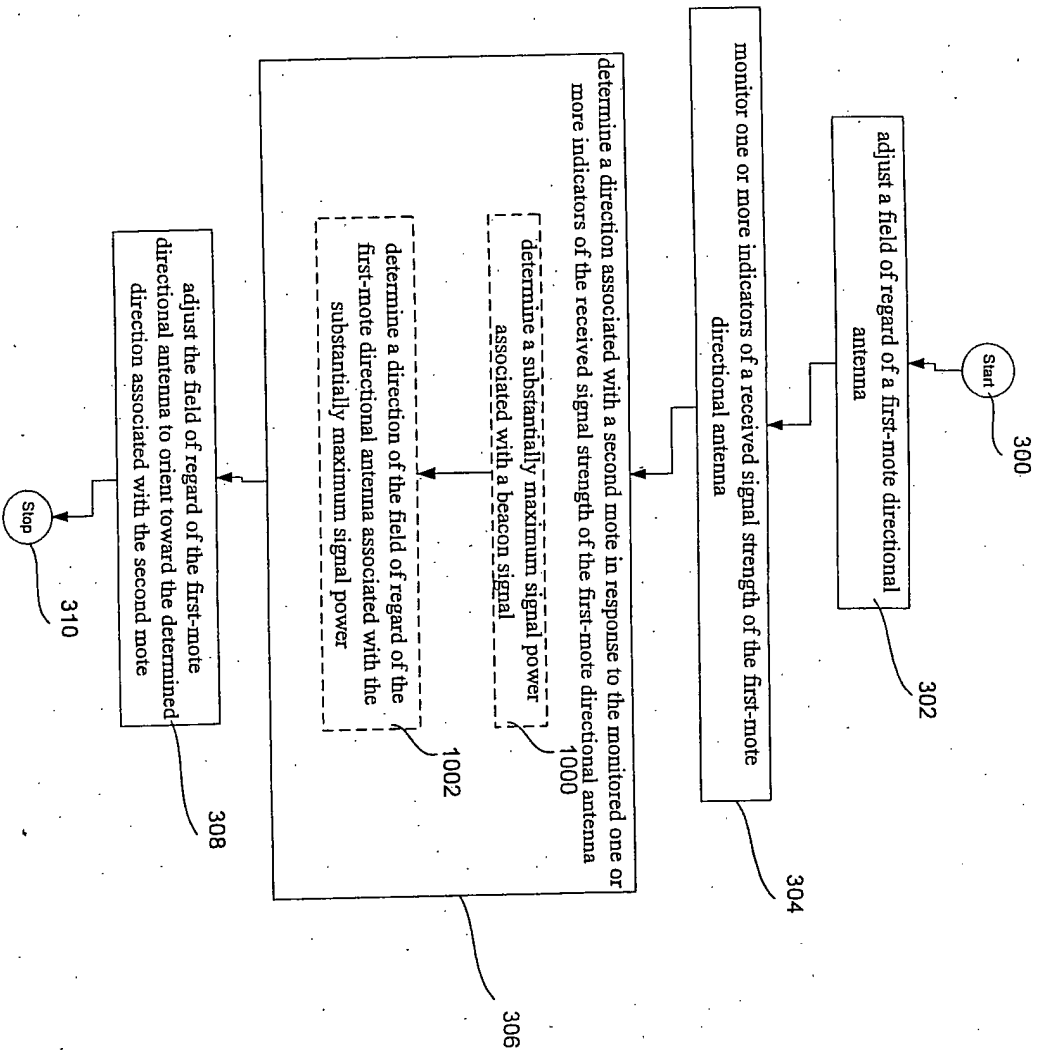 300
Start
adjust a field of regard of a first-mote directional
antenna
302
monitor one or more indicators of a received signal strength of the first-mote
directional antenna
304
determine a direction associated with a second mote in response to the monitored one or
more indicators of the received signal strength of the first-mote directional antenna
determine a substantially maximum signal power
associated with a beacon signal
1000
determine a direction of the field of regard of the
first-mote directional antenna associated with the
substantially maximum signal power
1002
306
adjust the field of regard of the first-mote
directional antenna to orient toward the determined
direction associated with the second mote
308
Stop
310